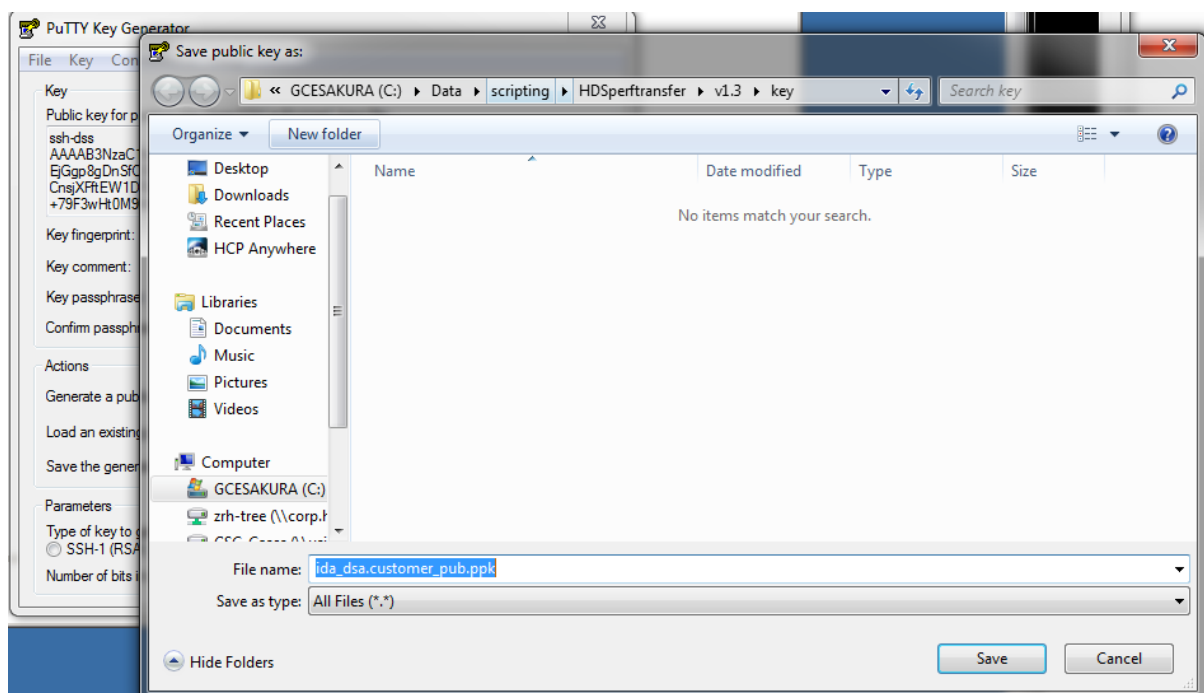 PuTTY Key Generator
File Key Con
Key
Public key for p
ssh-dss
AAAAB3NzaC1
EjGgp8gDnSfC
CnsjXFftEW1D
+79F3wHt0M9
Key fingerprint:
Key comment:
Key passphrase
Confirm passphr
Actions
Generate a pub
Load an existing
Save the gener
Parameters
Type of key to g
SSH-1 (RSA
Number of bits i
Save public key as:
« GCESAKURA (C:) Data scripting HDSperftransfer v1.3 key
Search key
Organize New folder
Desktop
Downloads
Recent Places
HCP Anywhere
Libraries
Documents
Music
Pictures
Videos
Computer
GCESAKURA (C:)
zrh-tree (\\corp.h
Name Date modified Type Size
No items match your search.
File name: ida_dsa.customer_pub.ppk
Save as type: All Files (*.*)
Hide Folders
Save Cancel